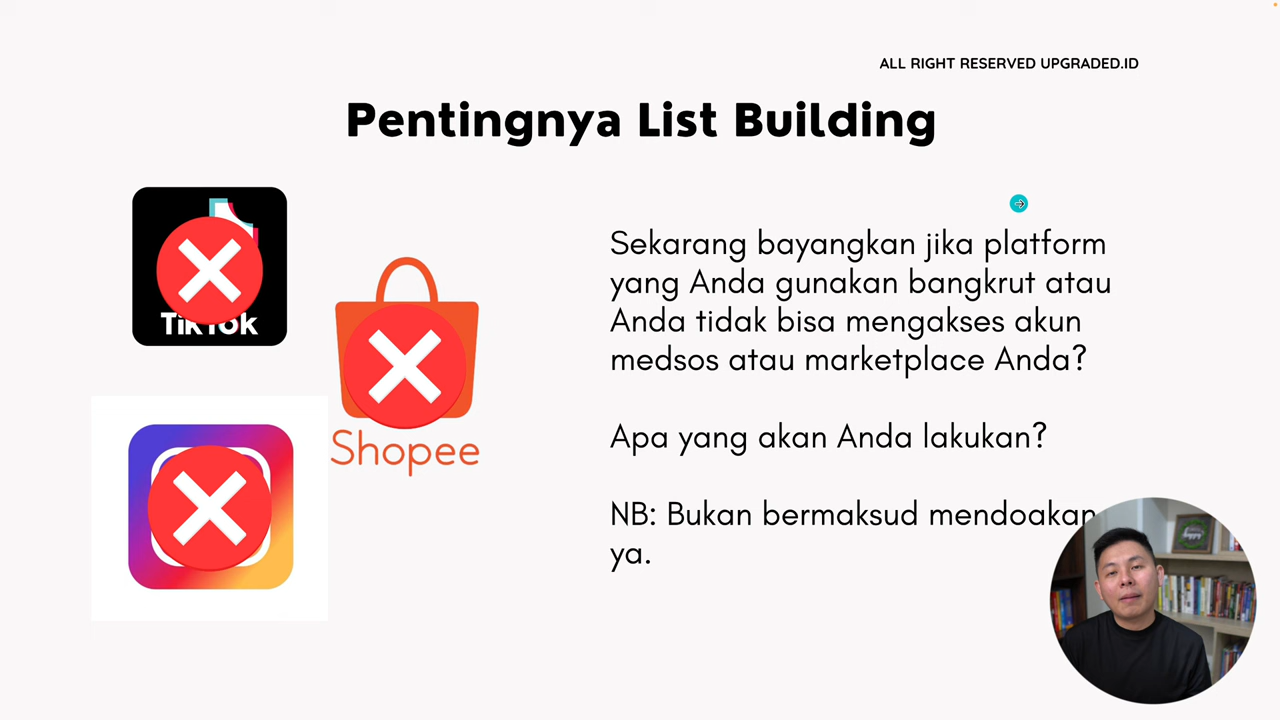 ALL RIGHT RESERVED UPGRADED.ID
Pentingnya List Building
TikTok
Shopee
Sekarang bayangkan jika platform
yang Anda gunakan bangkrut atau
Anda tidak bisa mengakses akun
medsos atau marketplace Anda?
Apa yang akan Anda lakukan?
NB: Bukan bermaksud mendoakan
ya.